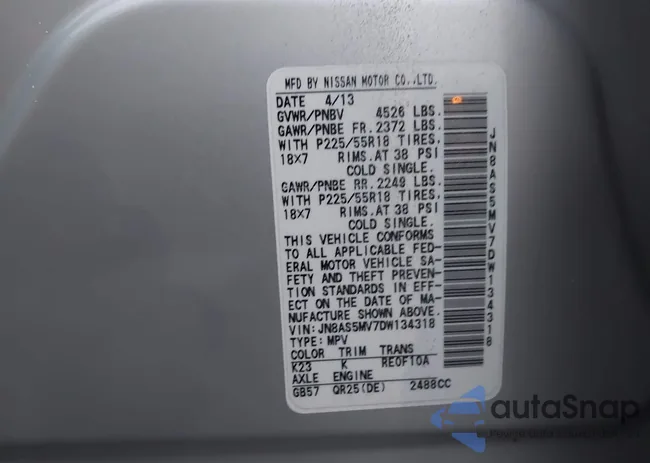 MFD BY NISSAN MOTOR CO.,LTD.
DATE 4/13
GVWR/PNBV 4526 LBS.
GAWR/PNBE FR. 2372 LBS.
WITH P225/55R18 TIRES.
18X7 RIMS.AT 38 PSI
COLD SINGLE.
GAWR/PNBE RR. 2249 LBS.
WITH P225/55R18 TIRES.
18X7 RIMS.AT 38 PSI
COLD SINGLE.
THIS VEHICLE CONFORMS
TO ALL APPLICABLE FED-
ERAL MOTOR VEHICLE SA-
FETY AND THEFT PREVEN-
TION STANDARDS IN EFF-
ECT ON THE DATE OF MA-
NUFACTURE SHOWN ABOVE.
VIN: JN8AS5MV7DW134318
TYPE: MPV
COLOR TRIM TRANS
K23 K RE0F10A
AXLE ENGINE
GB57 QR25(DE) 2488CC
JN8AS5MV7DW134318
autaSnap